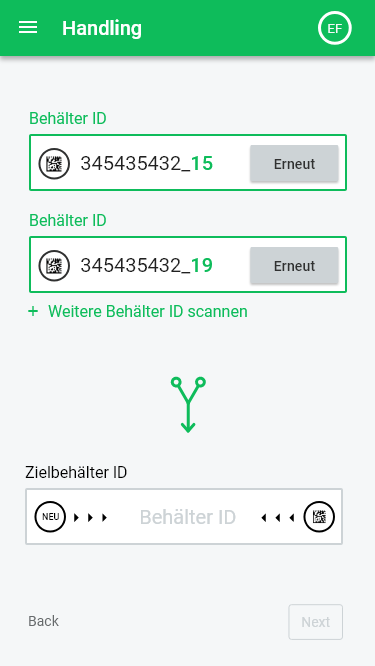 Handling
EF
Behälter ID
345435432_15
Erneut
Behälter ID
345435432_19
Erneut
+ Weitere Behälter ID scannen
Zielbehälter ID
NEU
Behälter ID
Back
Next